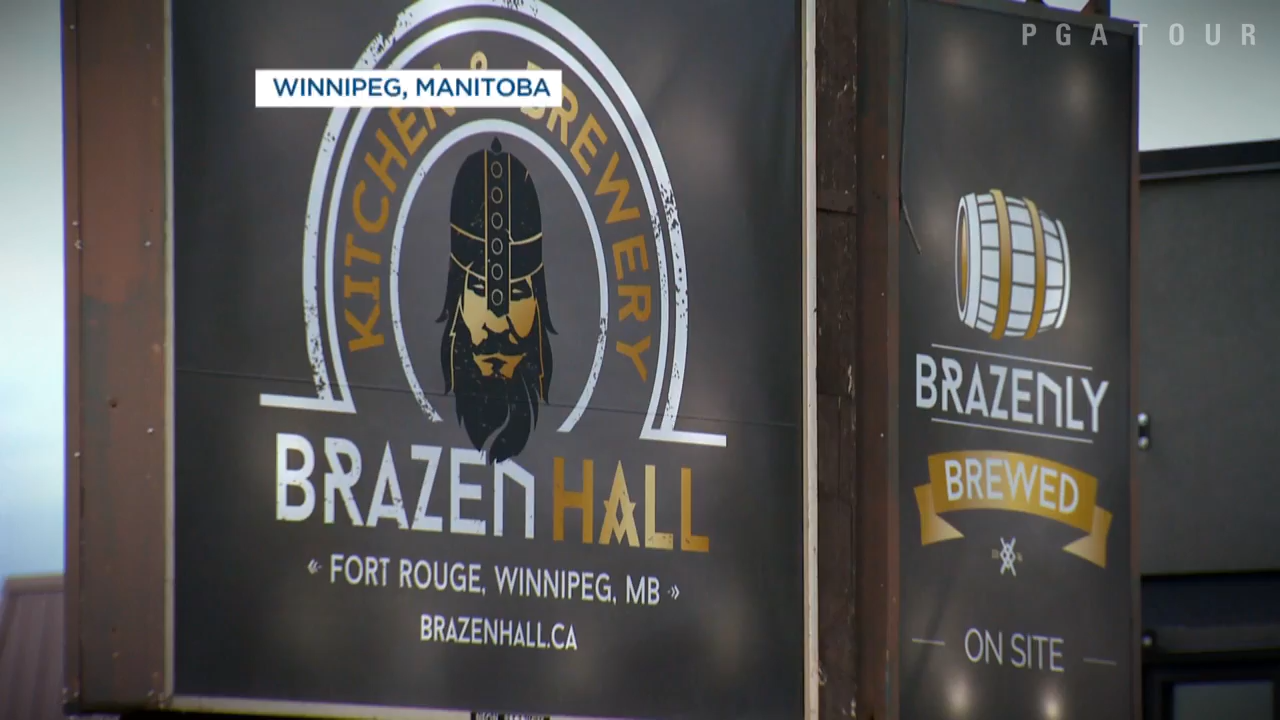 PGA TOUR
WINNIPEG, MANITOBA
KITCHEN & BREWERY
BRAZEN HALL
FORT ROUGE, WINNIPEG, MB
BRAZENHALL.CA
BRAZENLY
BREWED
ON SITE